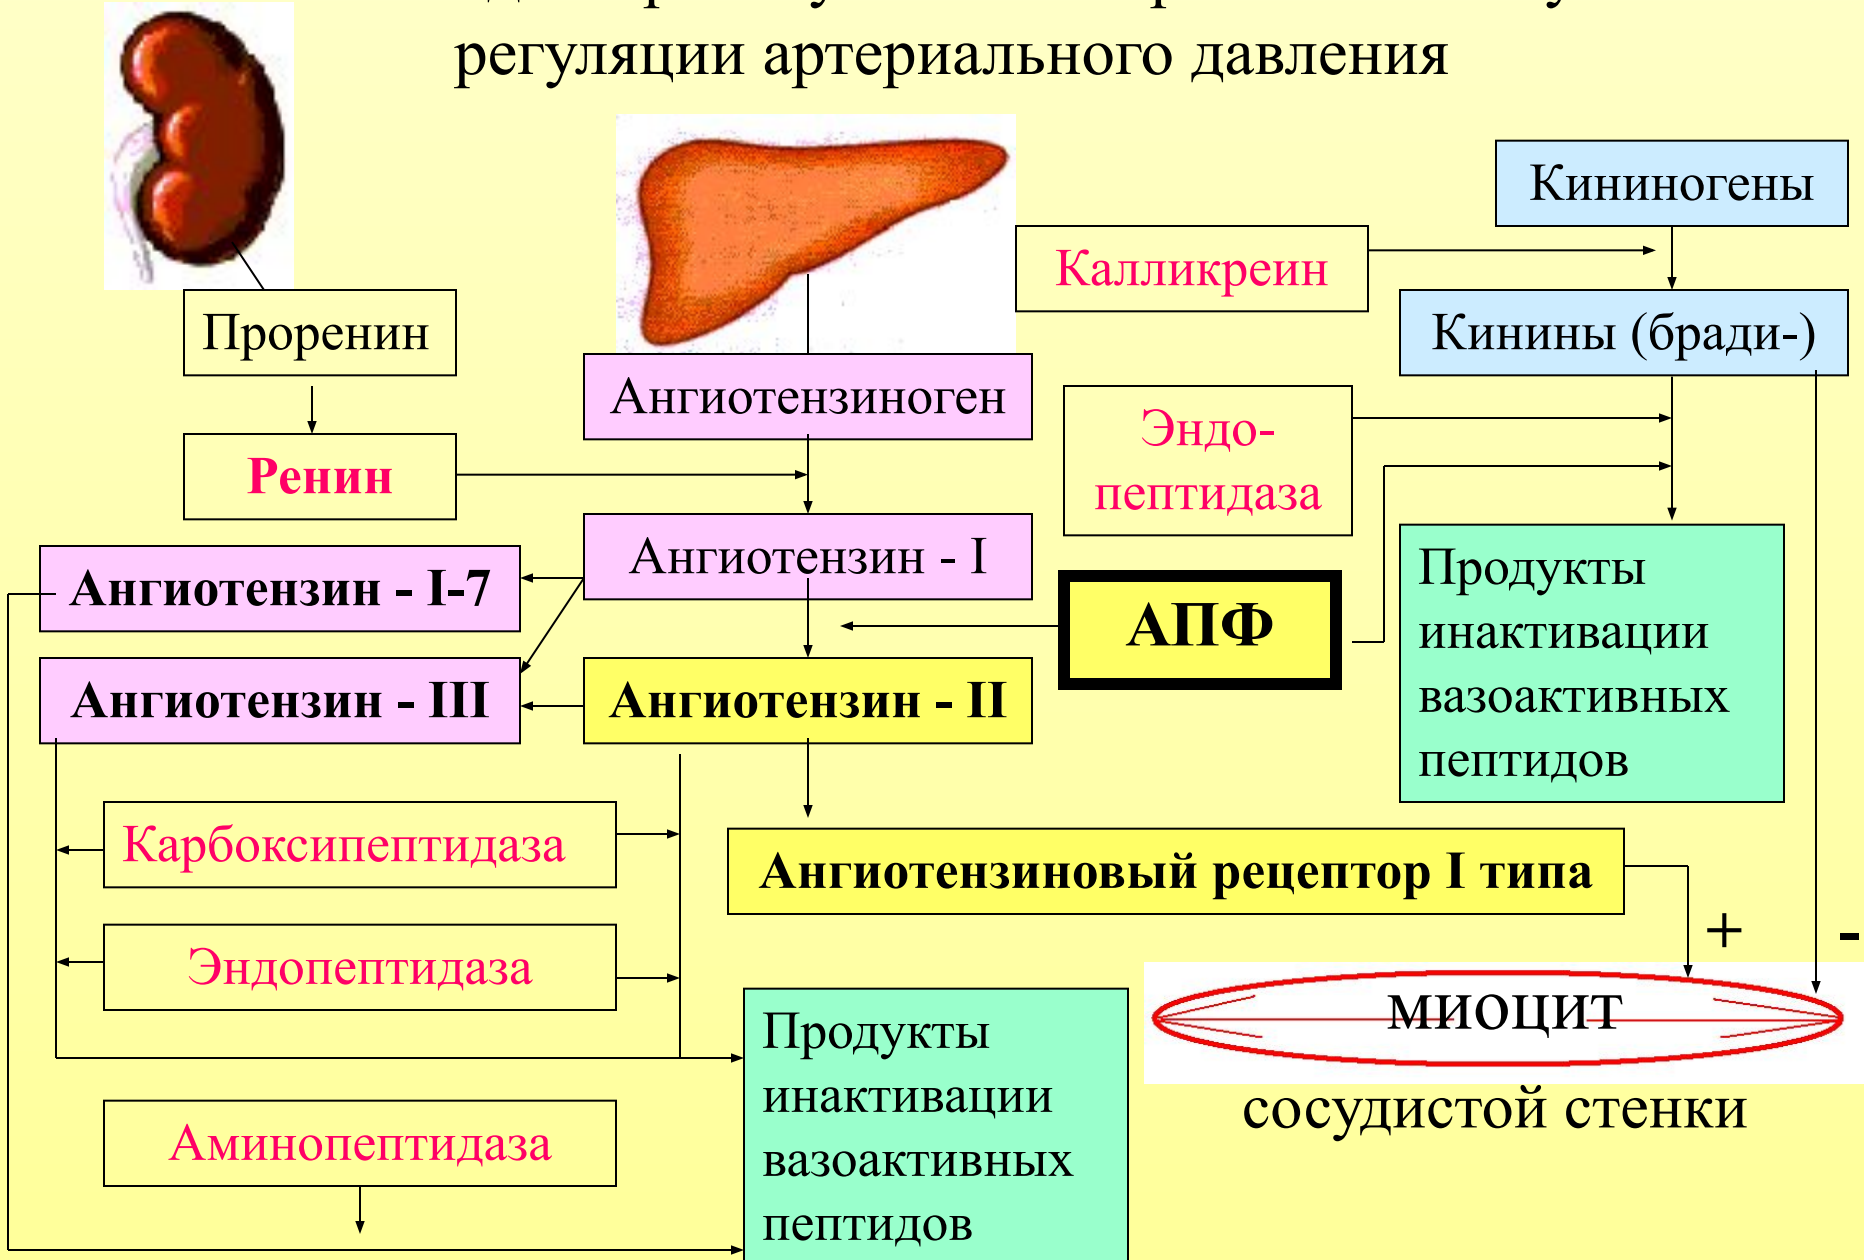 регуляции артериального давления
Кининогены
Калликреин
Проренин
Кинины (бради-)
Ангиотензиноген
Эндо-
пептидаза
Ренин
Ангиотензин - I
Ангиотензин - I-7
АПФ
Продукты
инактивации
вазоактивных
пептидов
Ангиотензин - III
Ангиотензин - II
Карбоксипептидаза
Ангиотензиновый рецептор I типа
+ -
Эндопептидаза
миоцит
сосудистой стенки
Продукты
инактивации
вазоактивных
пептидов
Аминопептидаза